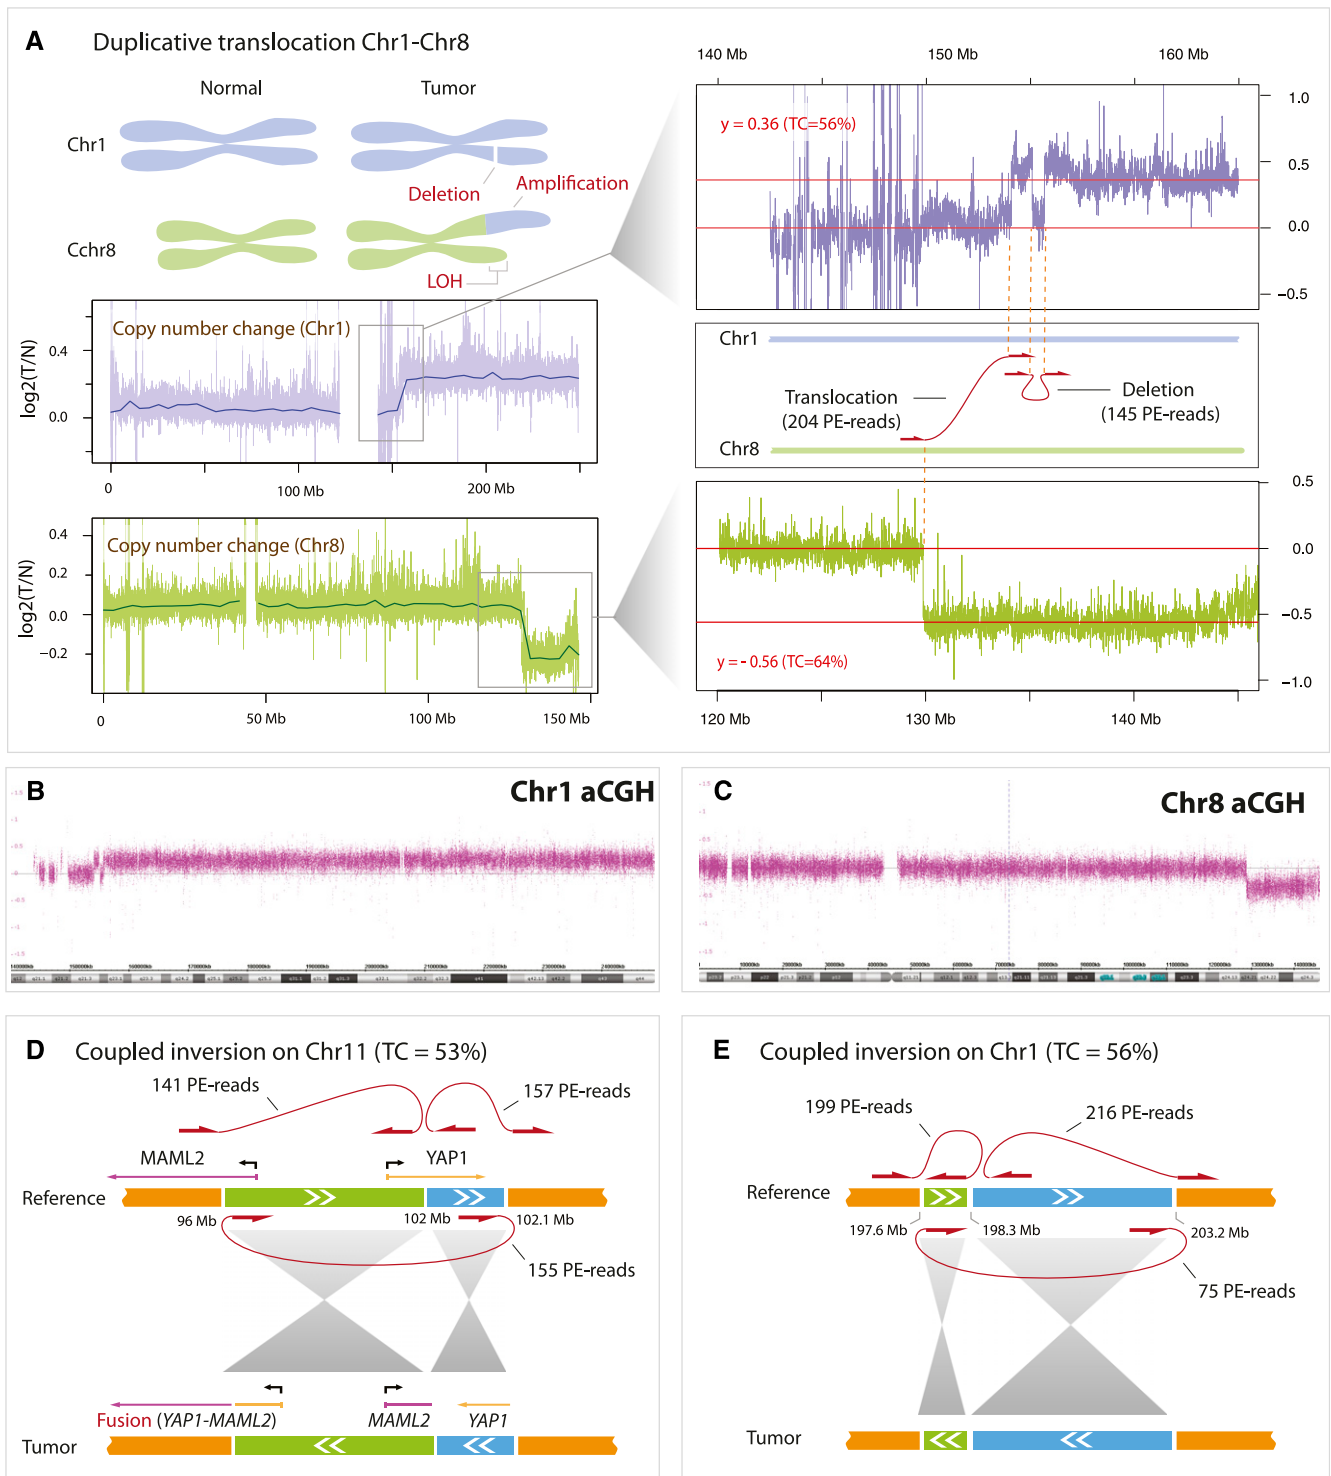 A Duplicative translocation Chr1-Chr8
Normal
Tumor
Chr1
Deletion
Amplification
Cchr8
LOH
Copy number change (Chr1)
log2(T/N)
0.4
0.0
0
100 Mb
200 Mb
Copy number change (Chr8)
log2(T/N)
0.4
0.2
0.0
−0.2
0
50 Mb
100 Mb
150 Mb
140 Mb
150 Mb
160 Mb
y = 0.36 (TC=56%)
1.0
0.5
0.0
−0.5
Chr1
Translocation
(204 PE-reads)
Deletion
(145 PE-reads)
Chr8
0.5
0.0
−0.5
−1.0
y = - 0.56 (TC=64%)
120 Mb
130 Mb
140 Mb
B
Chr1 aCGH
C
Chr8 aCGH
D Coupled inversion on Chr11 (TC = 53%)
141 PE-reads
157 PE-reads
MAML2
YAP1
Reference
96 Mb
102 Mb
102.1 Mb
155 PE-reads
Fusion (YAP1-MAML2)
MAML2
YAP1
Tumor
E Coupled inversion on Chr1 (TC = 56%)
199 PE-reads
216 PE-reads
Reference
197.6 Mb
198.3 Mb
203.2 Mb
75 PE-reads
Tumor